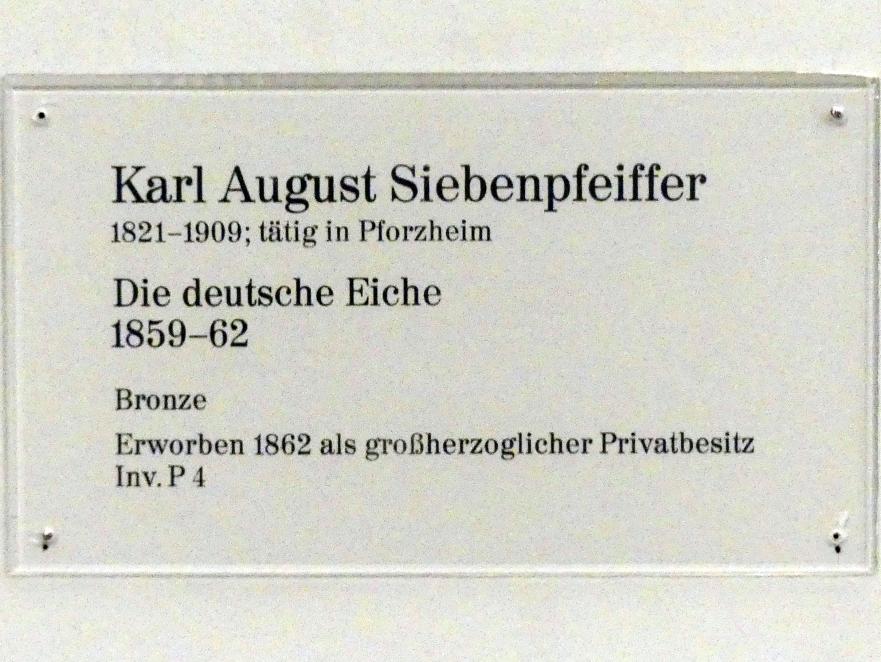 Karl August Siebenpfeiffer
1821–1909; tätig in Pforzheim
Die deutsche Eiche
1859–62
Bronze
Erworben 1862 als großherzoglicher Privatbesitz
Inv. P 4